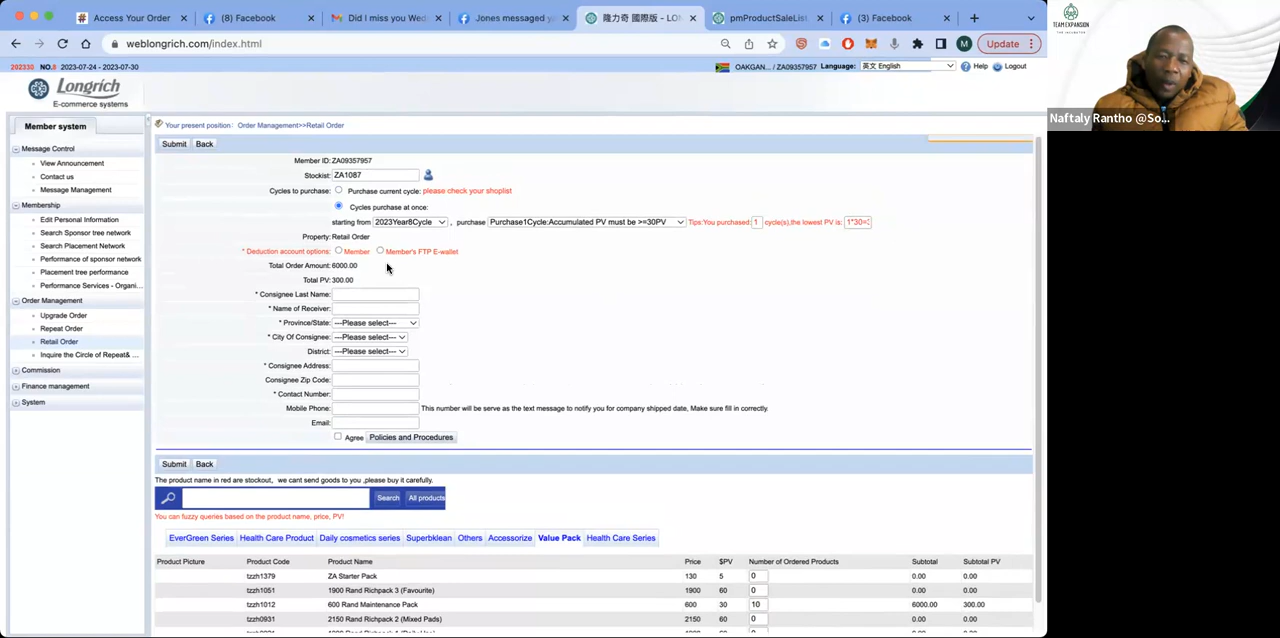 Access Your Order
(8) Facebook
Did I miss you Wed
Jones messaged y
隆力奇 國際版 - LO
pmProductSaleList
(3) Facebook
weblongrich.com/index.html
M
Update
202330 NO.8 2023-07-24 - 2023-07-30
OAKGAN... / ZA09357957 Language: 英文 English Help Logout
Longrich
E-commerce systems
TEAM EXPANSION
Naftaly Rantho @So...
Member system
Message Control
View Announcement
Contact us
Message Management
Membership
Edit Personal Information
Search Sponsor tree network
Search Placement Network
Performance of sponsor network
Placement tree performance
Performance Services - Organi...
Order Management
Upgrade Order
Repeat Order
Retail Order
Inquire the Circle of Repeat& ...
Commission
Finance management
System
Your present position: Order Management>>Retail Order
Submit Back
Member ID: ZA09357957
Stockist: ZA1087
Cycles to purchase: Purchase current cycle: please check your shoplist
Cycles purchase at once:
starting from 2023Year8Cycle , purchase Purchase1Cycle:Accumulated PV must be >=30PV Tips:You purchased: 1 cycle(s),the lowest PV is: 1*30=
Property: Retail Order
* Deduction account options: Member Member's FTP E-wallet
Total Order Amount: 6000.00
Total PV: 300.00
* Consignee Last Name:
* Name of Receiver:
* Province/State: ---Please select---
* City Of Consignee: ---Please select---
District: ---Please select---
* Consignee Address:
Consignee Zip Code:
* Contact Number:
Mobile Phone: This number will be serve as the text message to notify you for company shipped date, Make sure fill in correctly.
Email:
Agree Policies and Procedures
Submit Back
The product name in red are stockout, we cant send goods to you ,please buy it carefully.
Search All products
You can fuzzy queries based on the product name, price, PV!
EverGreen Series Health Care Product Daily cosmetics series Superbklean Others Accessorize Value Pack Health Care Series
Product Picture Product Code Product Name Price $PV Number of Ordered Products Subtotal Subtotal PV
tzzh1379 ZA Starter Pack 130 5 0 0.00 0.00
tzzh1051 1900 Rand Richpack 3 (Favourite) 1900 60 0 0.00 0.00
tzzh1012 600 Rand Maintenance Pack 600 30 10 6000.00 300.00
tzzh0931 2150 Rand Richpack 2 (Mixed Pads) 2150 60 0 0.00 0.00